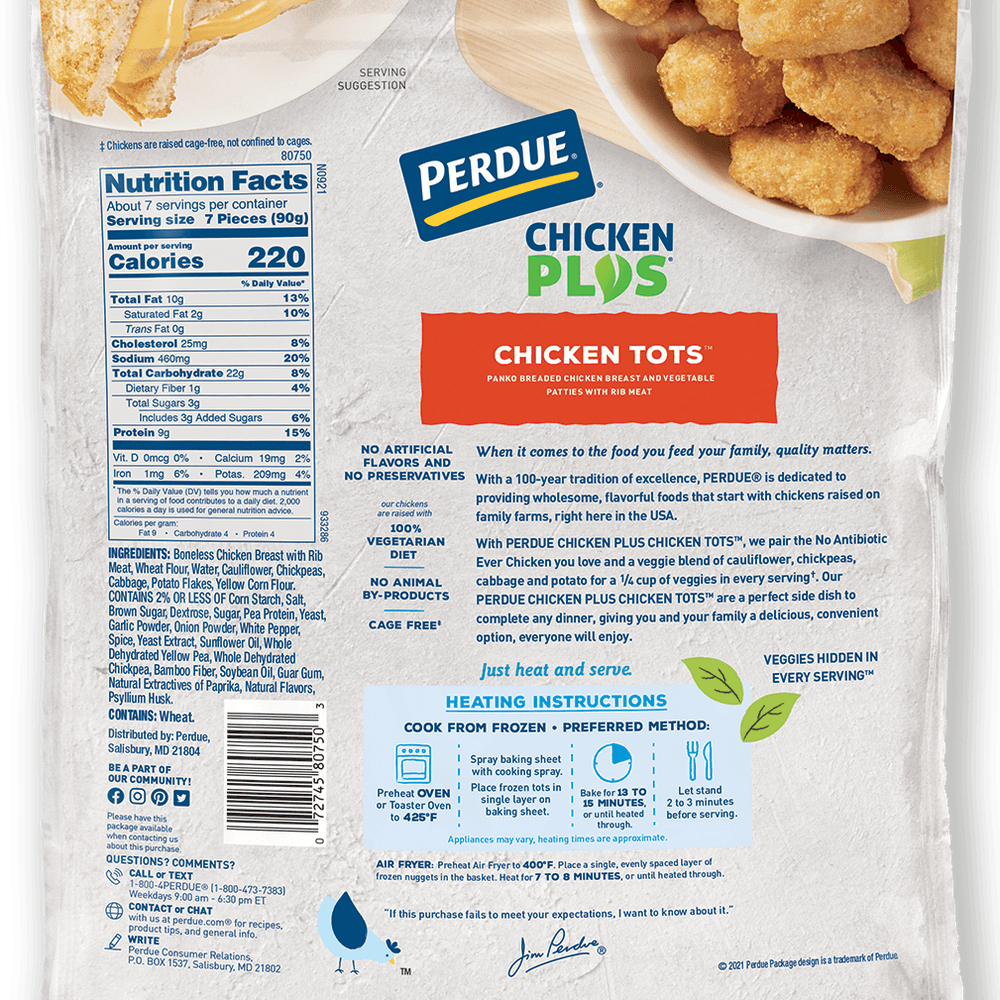 SERVING
SUGGESTION
‡ Chickens are raised cage-free, not confined to cages.
80750
N0921
Nutrition Facts
About 7 servings per container
Serving size 7 Pieces (90g)
Amount per serving
Calories 220
% Daily Value*
Total Fat 10g 13%
Saturated Fat 2g 10%
Trans Fat 0g
Cholesterol 25mg 8%
Sodium 460mg 20%
Total Carbohydrate 22g 8%
Dietary Fiber 1g 4%
Total Sugars 3g
Includes 3g Added Sugars 6%
Protein 9g 15%
Vit. D 0mcg 0% • Calcium 19mg 2%
Iron 1mg 6% • Potas. 209mg 4%
*The % Daily Value (DV) tells you how much a nutrient
in a serving of food contributes to a daily diet. 2,000
calories a day is used for general nutrition advice.
Calories per gram:
Fat 9 • Carbohydrate 4 • Protein 4
933286
INGREDIENTS: Boneless Chicken Breast with Rib
Meat, Wheat Flour, Water, Cauliflower, Chickpeas,
Cabbage, Potato Flakes, Yellow Corn Flour.
CONTAINS 2% OR LESS OF Corn Starch, Salt,
Brown Sugar, Dextrose, Sugar, Pea Protein, Yeast,
Garlic Powder, Onion Powder, White Pepper,
Spice, Yeast Extract, Sunflower Oil, Whole
Dehydrated Yellow Pea, Whole Dehydrated
Chickpea, Bamboo Fiber, Soybean Oil, Guar Gum,
Natural Extractives of Paprika, Natural Flavors,
Psyllium Husk.
CONTAINS: Wheat.
Distributed by: Perdue,
Salisbury, MD 21804
BE A PART OF
OUR COMMUNITY!
Please have this
package available
when contacting us
about this purchase.
0 72745 80750 3
QUESTIONS? COMMENTS?
CALL or TEXT
1-800-4PERDUE® (1-800-473-7383)
Weekdays 9:00 am - 6:30 pm ET
CONTACT or CHAT
with us at perdue.com® for recipes,
product tips, and general info.
WRITE
Perdue Consumer Relations,
P.O. BOX 1537, Salisbury, MD 21802
PERDUE®
CHICKEN
PLUS®
CHICKEN TOTS™
PANKO BREADED CHICKEN BREAST AND VEGETABLE
PATTIES WITH RIB MEAT
NO ARTIFICIAL
FLAVORS AND
NO PRESERVATIVES
our chickens
are raised with
100%
VEGETARIAN
DIET
NO ANIMAL
BY-PRODUCTS
CAGE FREE‡
When it comes to the food you feed your family, quality matters.
With a 100-year tradition of excellence, PERDUE® is dedicated to
providing wholesome, flavorful foods that start with chickens raised on
family farms, right here in the USA.
With PERDUE CHICKEN PLUS CHICKEN TOTS™, we pair the No Antibiotic
Ever Chicken you love and a veggie blend of cauliflower, chickpeas,
cabbage and potato for a 1/4 cup of veggies in every serving†. Our
PERDUE CHICKEN PLUS CHICKEN TOTS™ are a perfect side dish to
complete any dinner, giving you and your family a delicious, convenient
option, everyone will enjoy.
Just heat and serve.
VEGGIES HIDDEN IN
EVERY SERVING™
HEATING INSTRUCTIONS
COOK FROM FROZEN • PREFERRED METHOD:
Preheat OVEN
or Toaster Oven
to 425°F
Spray baking sheet
with cooking spray.
Place frozen tots in
single layer on
baking sheet.
Bake for 13 TO
15 MINUTES,
or until heated
through.
Let stand
2 to 3 minutes
before serving.
Appliances may vary, heating times are approximate.
AIR FRYER: Preheat Air Fryer to 400°F. Place a single, evenly spaced layer of
frozen nuggets in the basket. Heat for 7 TO 8 MINUTES, or until heated through.
"If this purchase fails to meet your expectations, I want to know about it."
Jim Perdue®
TM
© 2021 Perdue Package design is a trademark of Perdue.